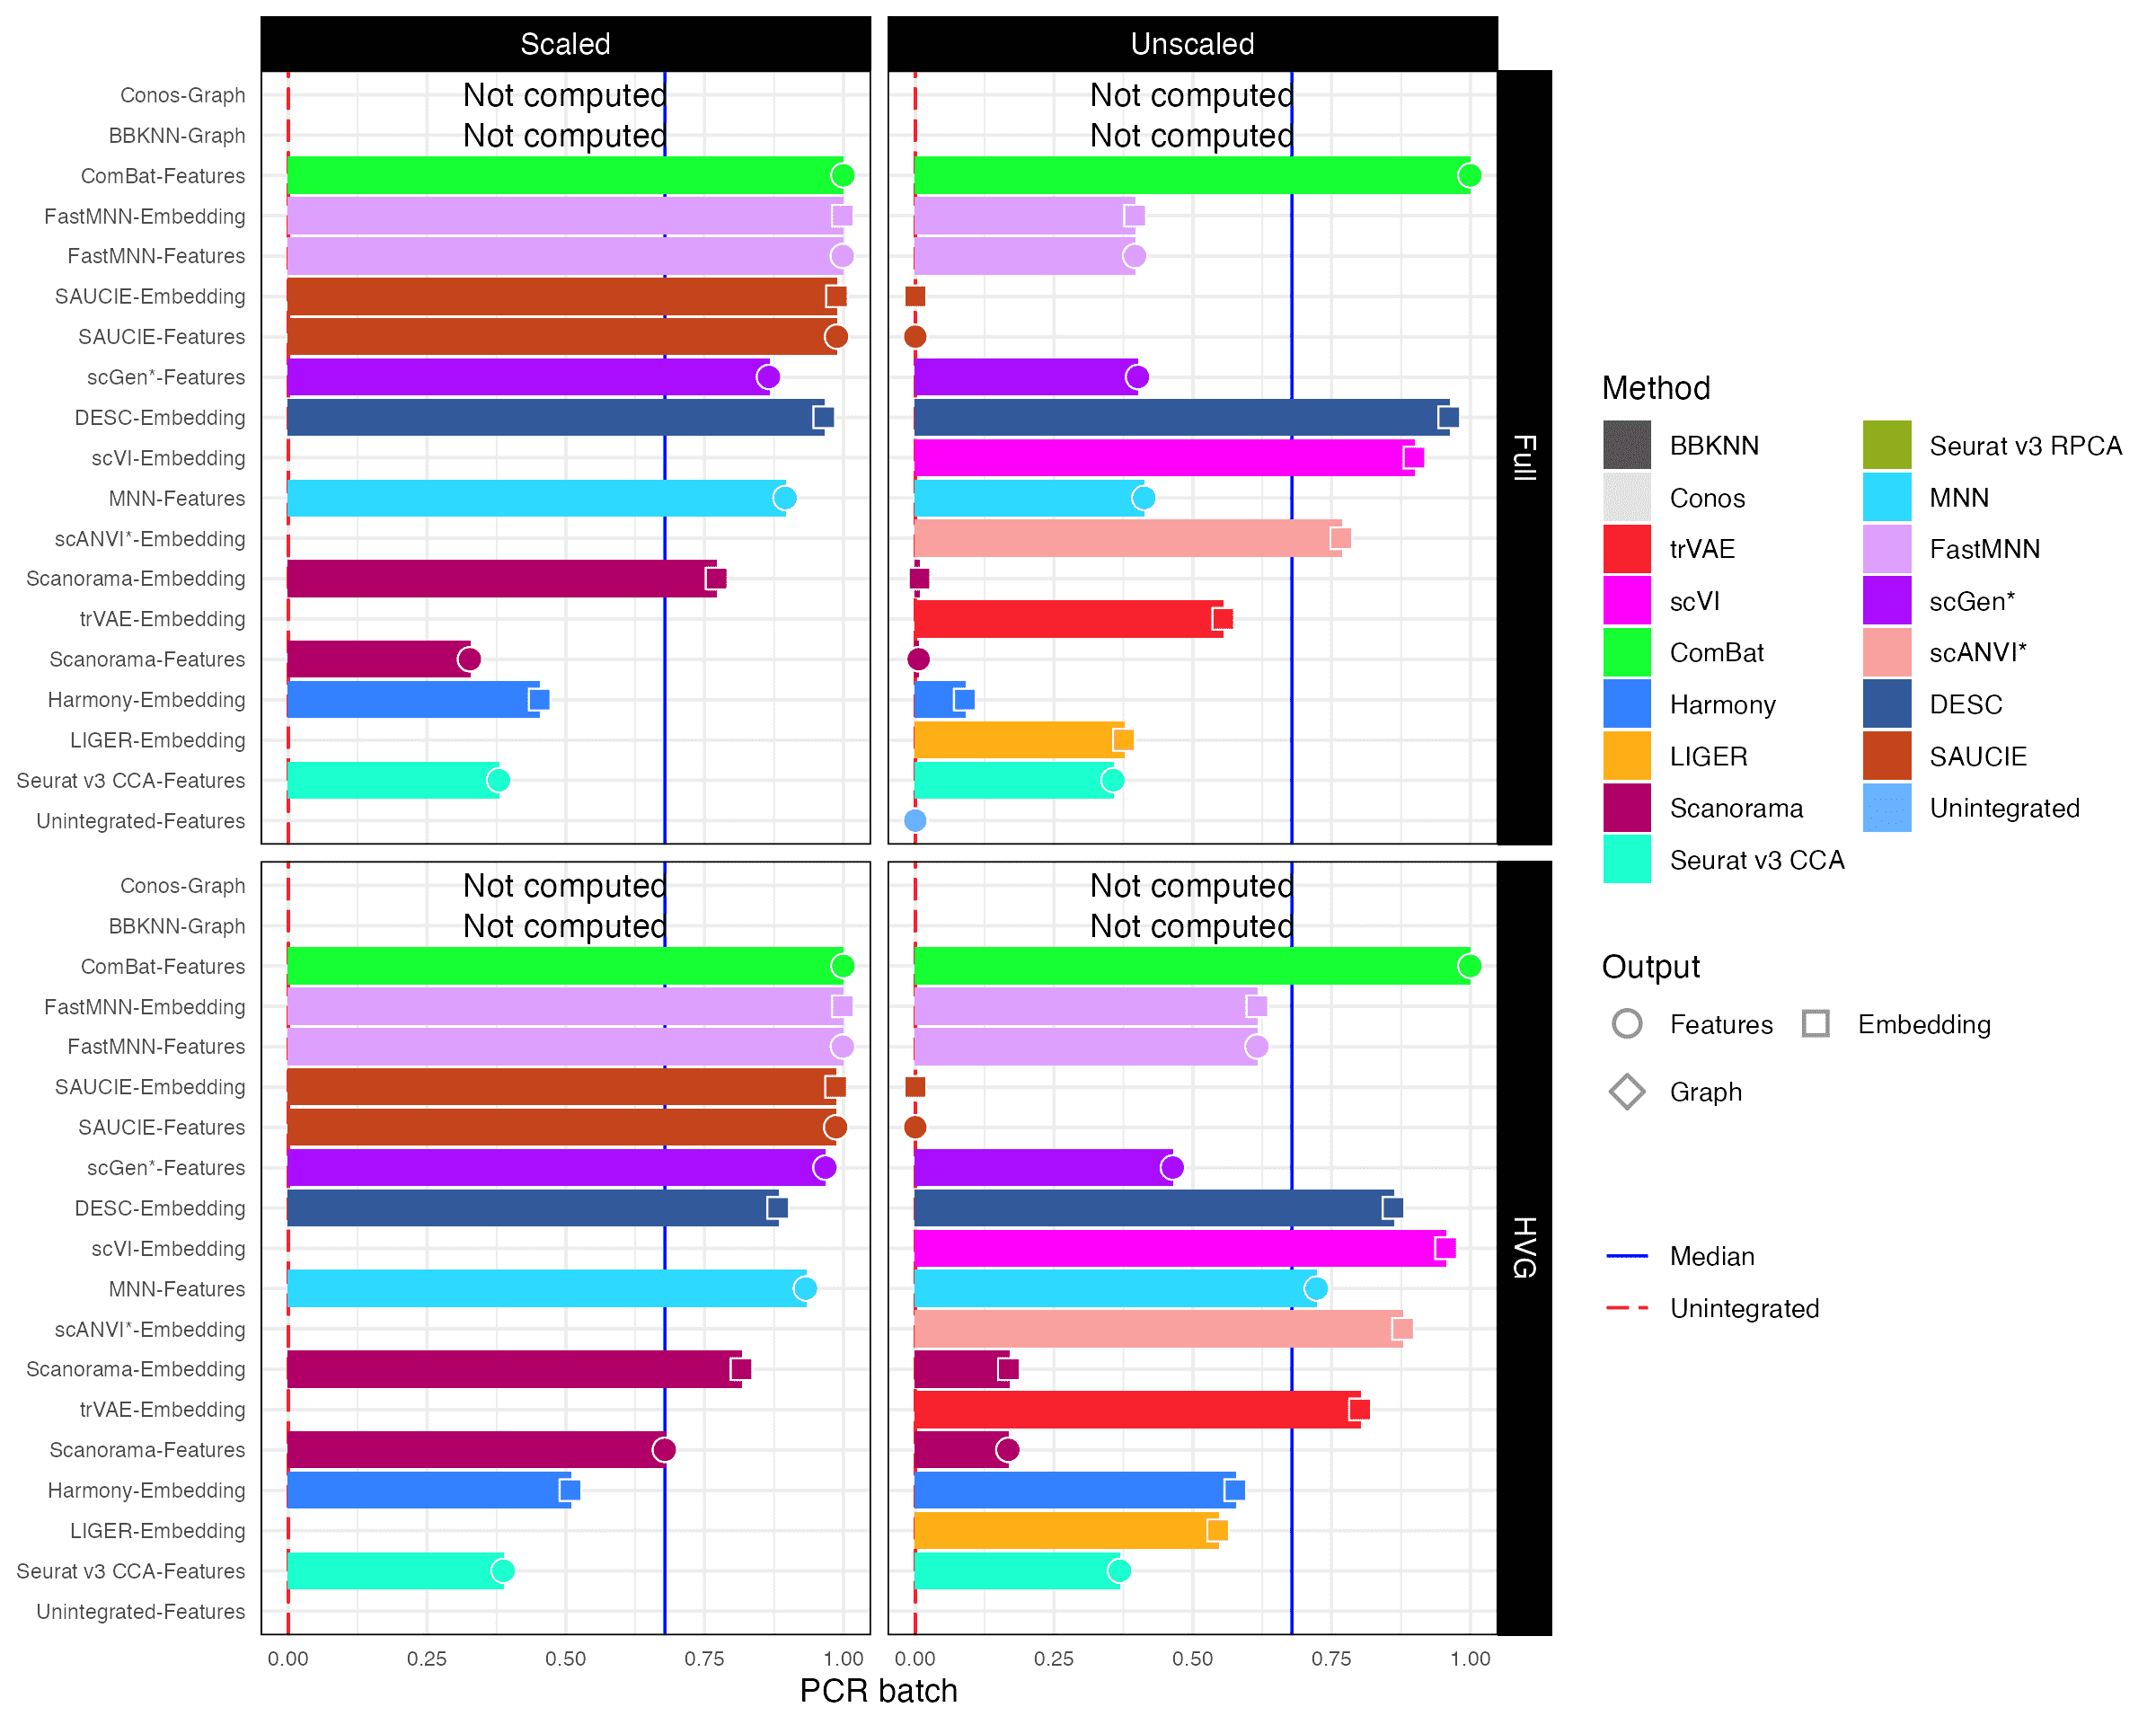 Scaled
Unscaled
Conos-Graph
BBKNN-Graph
ComBat-Features
FastMNN-Embedding
FastMNN-Features
SAUCIE-Embedding
SAUCIE-Features
scGen*-Features
DESC-Embedding
scVI-Embedding
MNN-Features
scANVI*-Embedding
Scanorama-Embedding
trVAE-Embedding
Scanorama-Features
Harmony-Embedding
LIGER-Embedding
Seurat v3 CCA-Features
Unintegrated-Features
Not computed
Not computed
Not computed
Not computed
Full
Conos-Graph
BBKNN-Graph
ComBat-Features
FastMNN-Embedding
FastMNN-Features
SAUCIE-Embedding
SAUCIE-Features
scGen*-Features
DESC-Embedding
scVI-Embedding
MNN-Features
scANVI*-Embedding
Scanorama-Embedding
trVAE-Embedding
Scanorama-Features
Harmony-Embedding
LIGER-Embedding
Seurat v3 CCA-Features
Unintegrated-Features
Not computed
Not computed
Not computed
Not computed
HVG
0.00 0.25 0.50 0.75 1.00
0.00 0.25 0.50 0.75 1.00
PCR batch
Method
BBKNN
Conos
trVAE
scVI
ComBat
Harmony
LIGER
Scanorama
Seurat v3 CCA
Seurat v3 RPCA
MNN
FastMNN
scGen*
scANVI*
DESC
SAUCIE
Unintegrated
Output
Features
Embedding
Graph
Median
Unintegrated